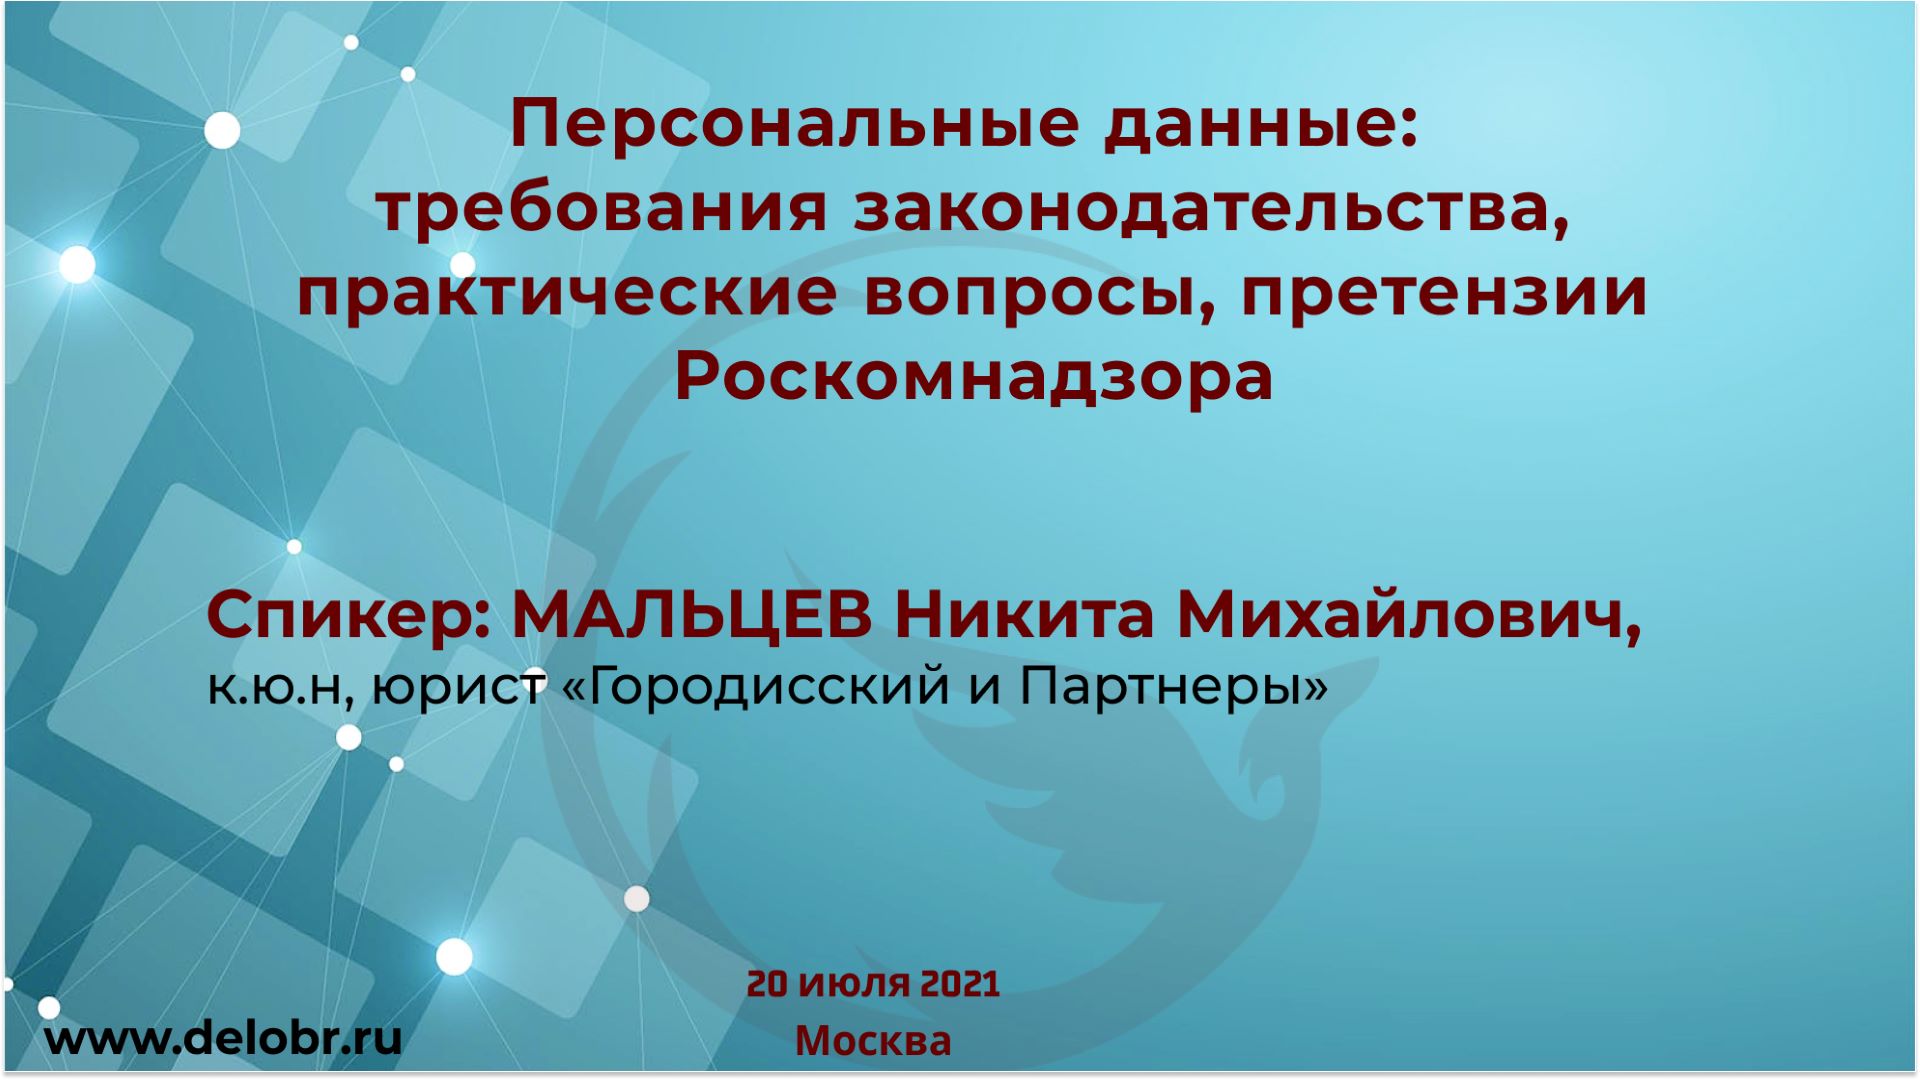 Персональные данные:
требования законодательства,
практические вопросы, претензии
Роскомнадзора
Спикер: МАЛЬЦЕВ Никита Михайлович,
к.ю.н, юрист «Городисский и Партнеры»
20 июля 2021
Москва
www.delobr.ru